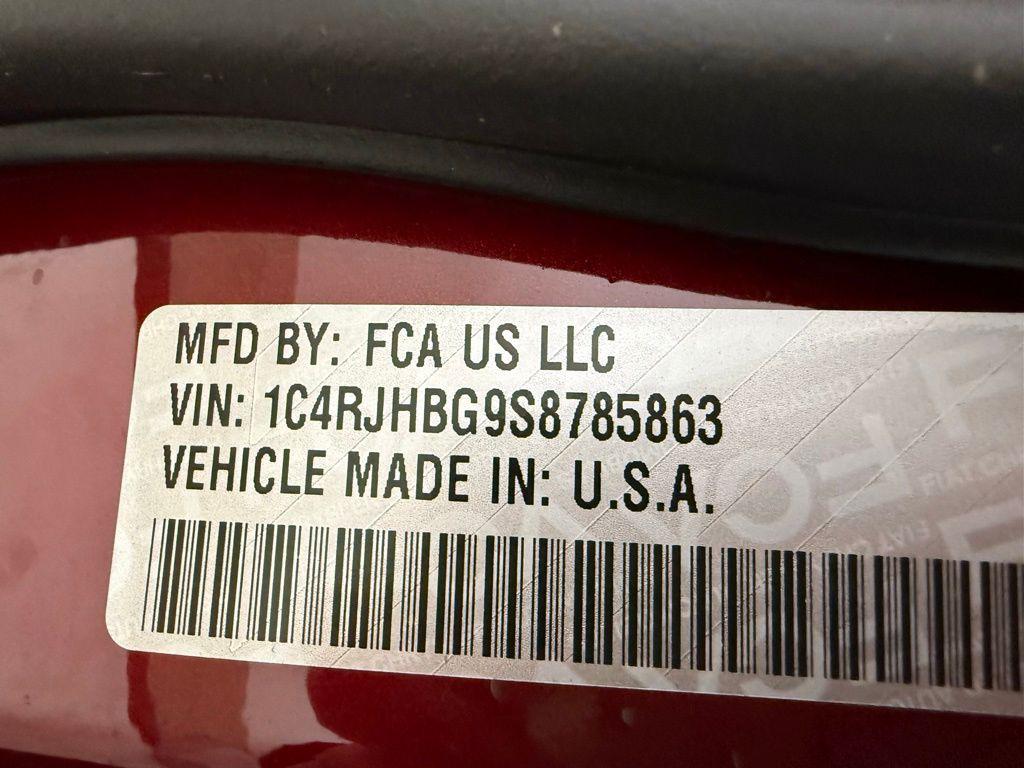 MFD BY: FCA US LLC
VIN: 1C4RJHBG9S8785863
VEHICLE MADE IN: U.S.A.